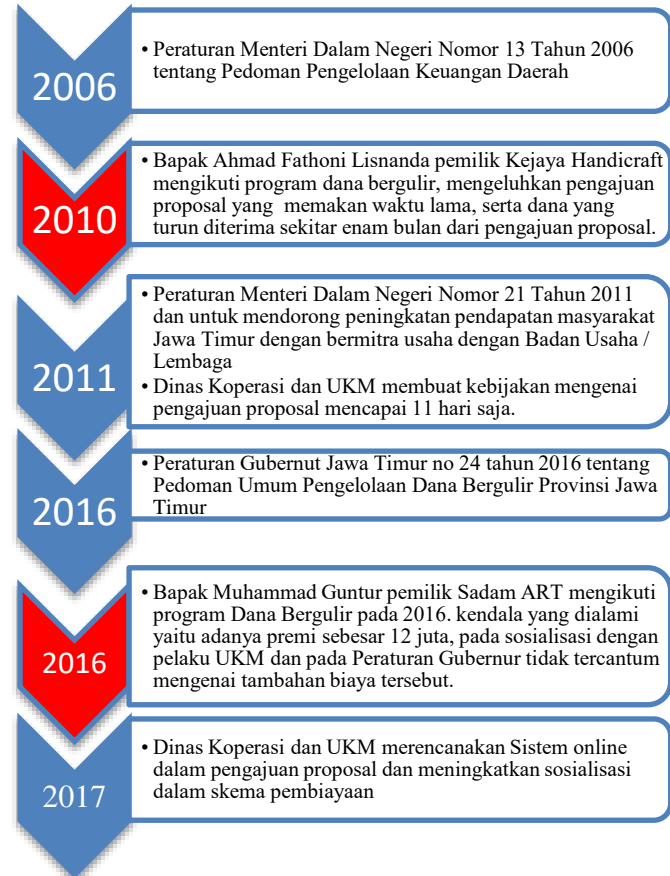 2006
• Peraturan Menteri Dalam Negeri Nomor 13 Tahun 2006
tentang Pedoman Pengelolaan Keuangan Daerah
2010
• Bapak Ahmad Fathoni Lisnanda pemilik Kejaya Handicraft
mengikuti program dana bergulir, mengeluhkan pengajuan
proposal yang memakan waktu lama, serta dana yang
turun diterima sekitar enam bulan dari pengajuan proposal.
2011
• Peraturan Menteri Dalam Negeri Nomor 21 Tahun 2011
dan untuk mendorong peningkatan pendapatan masyarakat
Jawa Timur dengan bermitra usaha dengan Badan Usaha /
Lembaga
• Dinas Koperasi dan UKM membuat kebijakan mengenai
pengajuan proposal mencapai 11 hari saja.
2016
• Peraturan Gubernut Jawa Timur no 24 tahun 2016 tentang
Pedoman Umum Pengelolaan Dana Bergulir Provinsi Jawa
Timur
2016
• Bapak Muhammad Guntur pemilik Sadam ART mengikuti
program Dana Bergulir pada 2016. kendala yang dialami
yaitu adanya premi sebesar 12 juta, pada sosialisasi dengan
pelaku UKM dan pada Peraturan Gubernur tidak tercantum
mengenai tambahan biaya tersebut.
2017
• Dinas Koperasi dan UKM merencanakan Sistem online
dalam pengajuan proposal dan meningkatkan sosialisasi
dalam skema pembiayaan